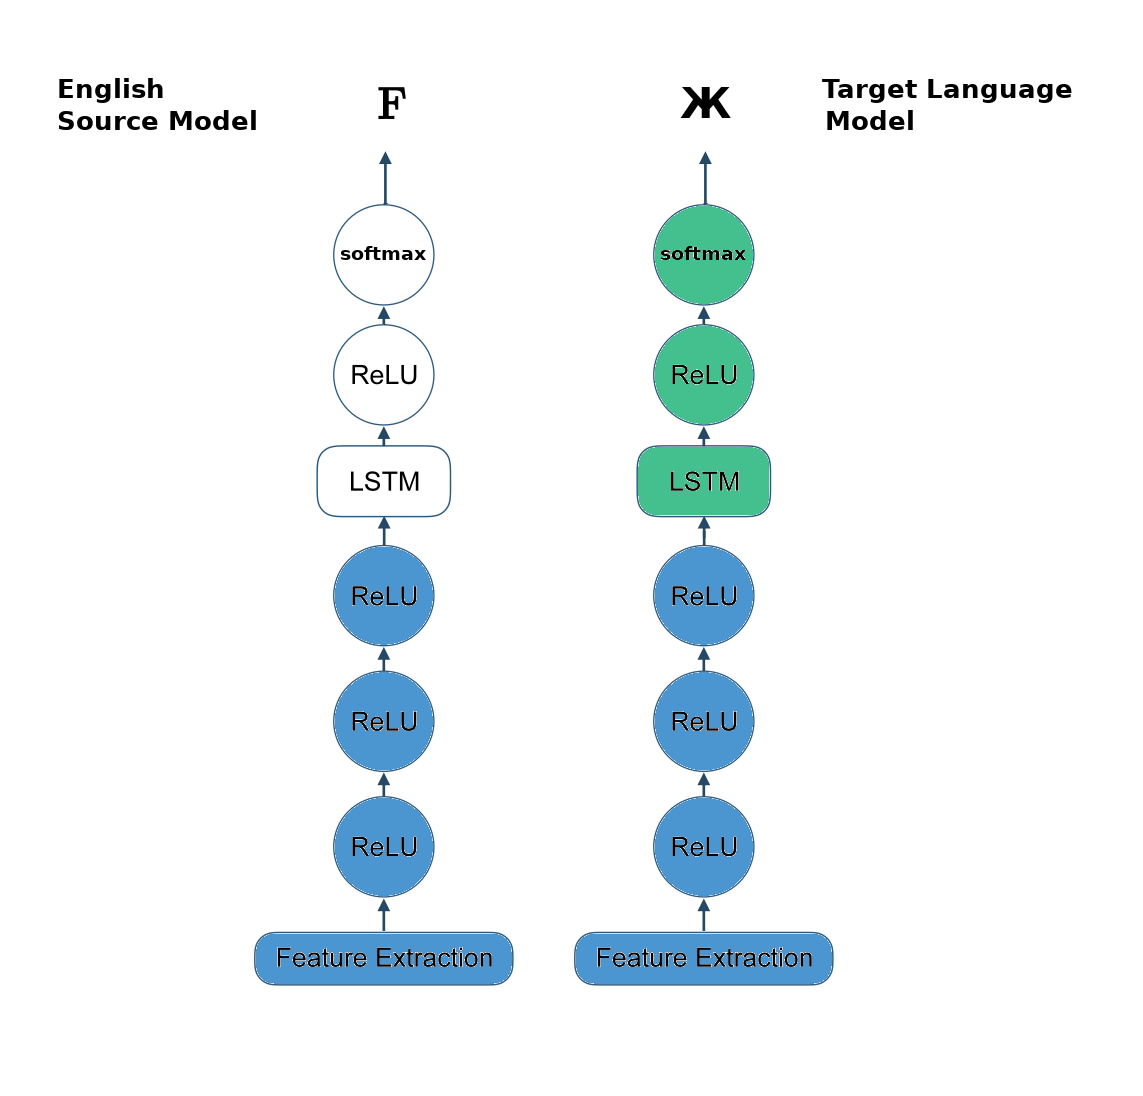 English
Source Model
F
Ж
Target Language
Model
softmax
softmax
ReLU
ReLU
LSTM
LSTM
ReLU
ReLU
ReLU
ReLU
ReLU
ReLU
Feature Extraction
Feature Extraction